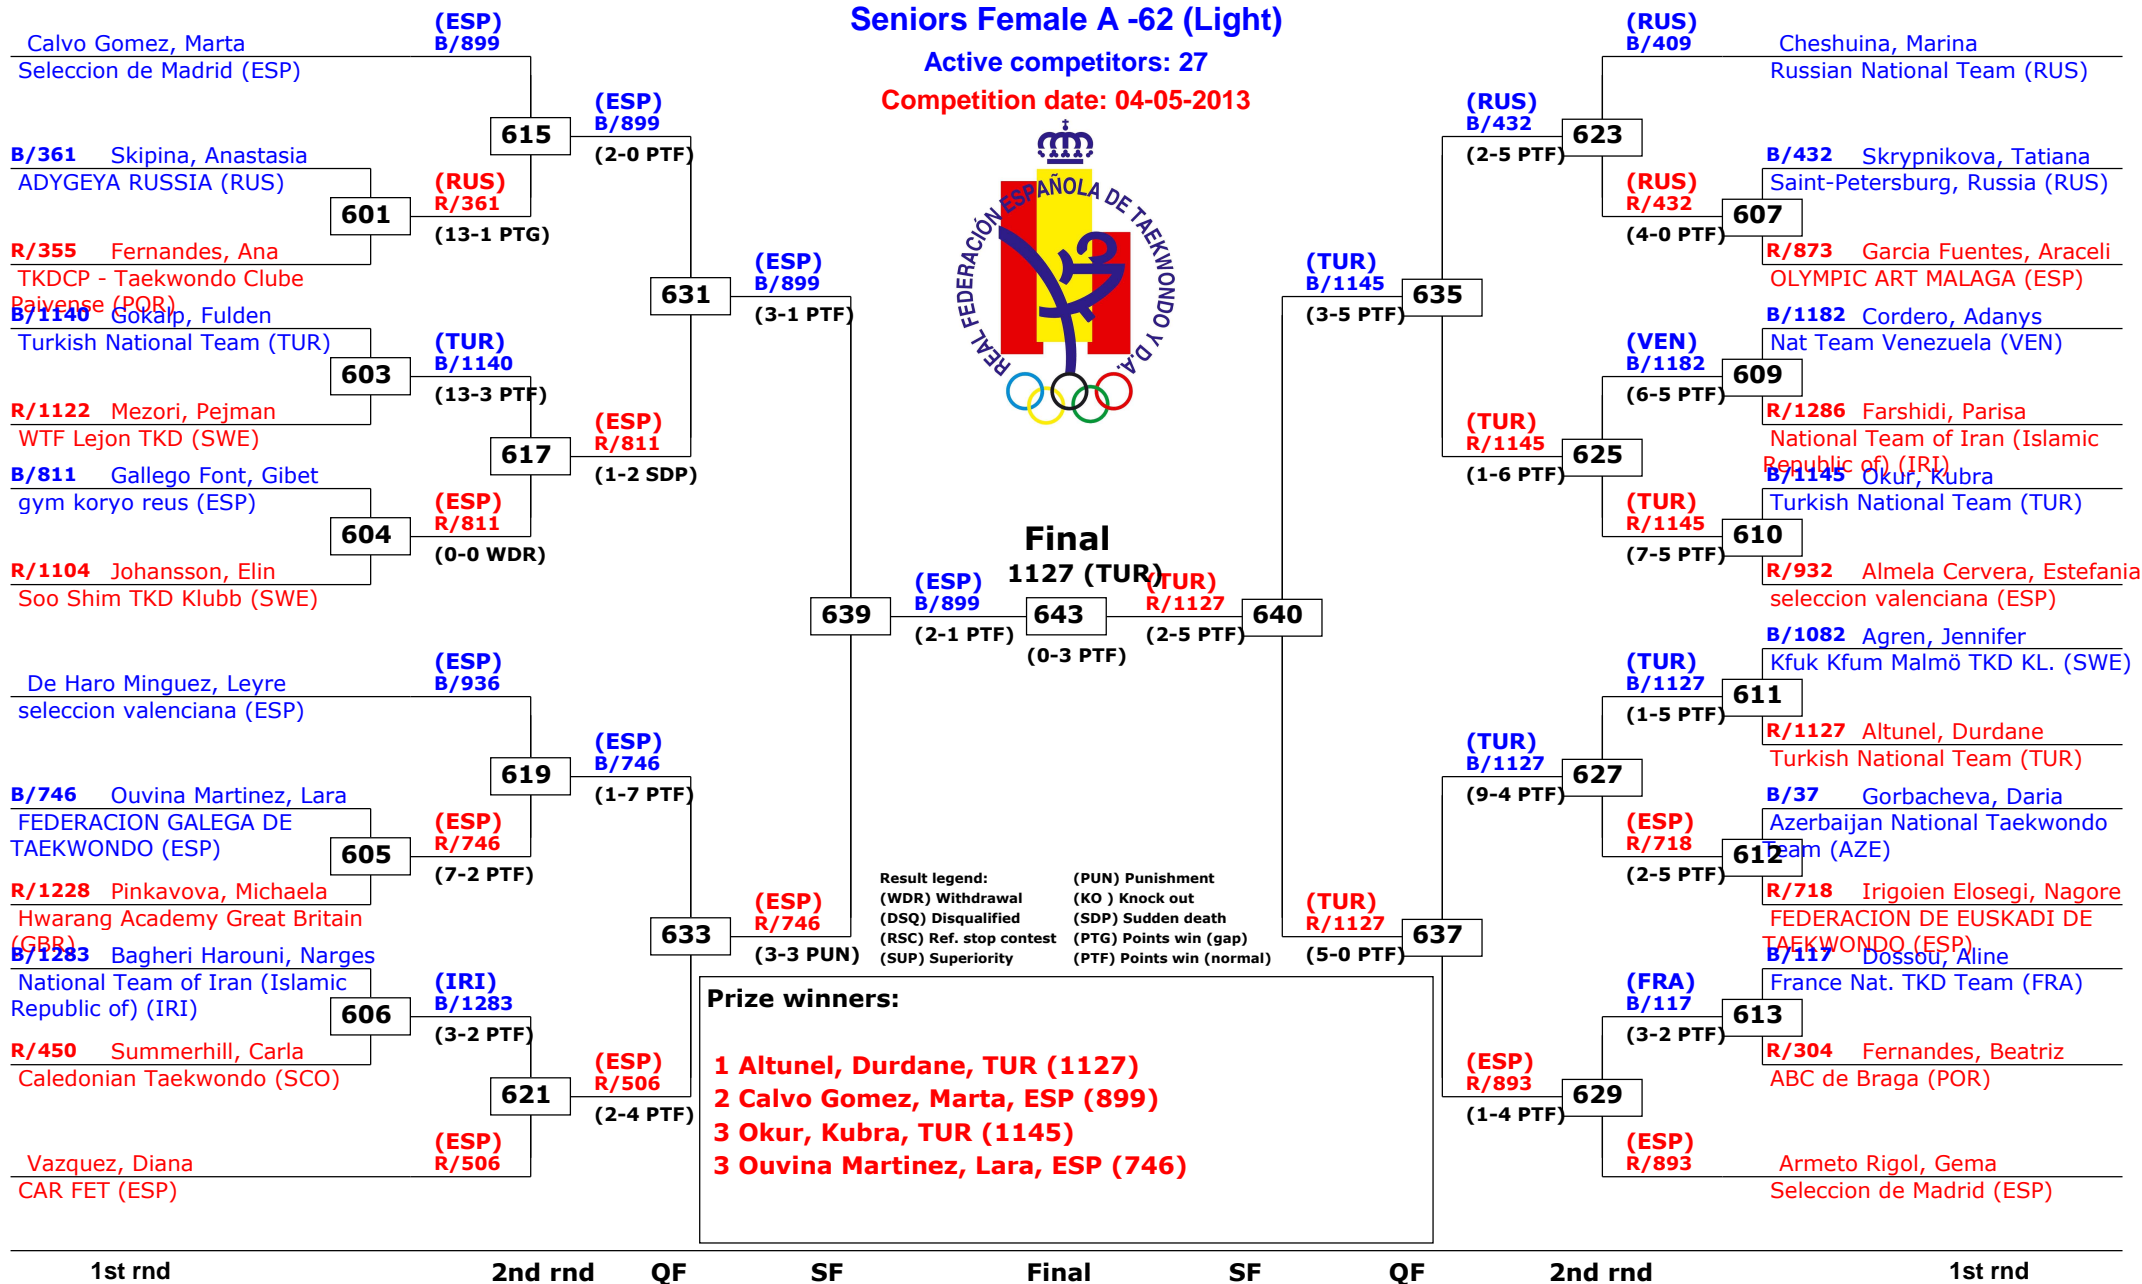 Seniors Female A -62 (Light)
Active competitors: 27
Competition date: 04-05-2013
REAL FEDERACIÓN ESPAÑOLA DE TAEKWONDO Y D.A.
Calvo Gomez, Marta
Seleccion de Madrid (ESP)
(ESP)
B/899
B/361 Skipina, Anastasia
ADYGEYA RUSSIA (RUS)
601
R/355 Fernandes, Ana
TKDCP - Taekwondo Clube
Paivense (POR)
(RUS)
R/361
(13-1 PTG)
615
(ESP)
B/899
(2-0 PTF)
B/1140 Gokalp, Fulden
Turkish National Team (TUR)
603
R/1122 Mezori, Pejman
WTF Lejon TKD (SWE)
(TUR)
B/1140
(13-3 PTF)
617
B/811 Gallego Font, Gibet
gym koryo reus (ESP)
604
R/1104 Johansson, Elin
Soo Shim TKD Klubb (SWE)
(ESP)
R/811
(0-0 WDR)
(ESP)
R/811
(1-2 SDP)
631
(ESP)
B/899
(3-1 PTF)
De Haro Minguez, Leyre
seleccion valenciana (ESP)
(ESP)
B/936
B/746 Ouvina Martinez, Lara
FEDERACION GALEGA DE
TAEKWONDO (ESP)
605
R/1228 Pinkavova, Michaela
Hwarang Academy Great Britain
(GBR)
(ESP)
R/746
(7-2 PTF)
619
(ESP)
B/746
(1-7 PTF)
B/1283 Bagheri Harouni, Narges
National Team of Iran (Islamic
Republic of) (IRI)
606
R/450 Summerhill, Carla
Caledonian Taekwondo (SCO)
(IRI)
B/1283
(3-2 PTF)
621
Vazquez, Diana
CAR FET (ESP)
(ESP)
R/506
(ESP)
R/506
(2-4 PTF)
633
(ESP)
R/746
(3-3 PUN)
639
(ESP)
B/899
(2-1 PTF)
Final
1127 (TUR)
643
(0-3 PTF)
(TUR)
R/1127
(2-5 PTF)
640
(RUS)
B/409
Cheshuina, Marina
Russian National Team (RUS)
623
(RUS)
B/432
(2-5 PTF)
B/432 Skrypnikova, Tatiana
Saint-Petersburg, Russia (RUS)
607
R/873 Garcia Fuentes, Araceli
OLYMPIC ART MALAGA (ESP)
(RUS)
R/432
(4-0 PTF)
635
(TUR)
B/1145
(3-5 PTF)
B/1182 Cordero, Adanys
Nat Team Venezuela (VEN)
609
R/1286 Farshidi, Parisa
National Team of Iran (Islamic
Republic of) (IRI)
(VEN)
B/1182
(6-5 PTF)
625
(TUR)
R/1145
(1-6 PTF)
B/1145 Okur, Kubra
Turkish National Team (TUR)
610
R/932 Almela Cervera, Estefania
seleccion valenciana (ESP)
(TUR)
R/1145
(7-5 PTF)
B/1082 Agren, Jennifer
Kfuk Kfum Malmö TKD KL. (SWE)
611
R/1127 Altunel, Durdane
Turkish National Team (TUR)
(TUR)
B/1127
(1-5 PTF)
627
(TUR)
B/1127
(9-4 PTF)
B/37 Gorbacheva, Daria
Azerbaijan National Taekwondo
Team (AZE)
612
R/718 Irigoien Elosegi, Nagore
FEDERACION DE EUSKADI DE
TAEKWONDO (ESP)
(ESP)
R/718
(2-5 PTF)
637
(TUR)
R/1127
(5-0 PTF)
B/117 Dossou, Aline
France Nat. TKD Team (FRA)
613
R/304 Fernandes, Beatriz
ABC de Braga (POR)
(FRA)
B/117
(3-2 PTF)
629
(ESP)
R/893
(1-4 PTF)
(ESP)
R/893
Armeto Rigol, Gema
Seleccion de Madrid (ESP)
Result legend:
(WDR) Withdrawal
(DSQ) Disqualified
(RSC) Ref. stop contest
(SUP) Superiority
(PUN) Punishment
(KO ) Knock out
(SDP) Sudden death
(PTG) Points win (gap)
(PTF) Points win (normal)
Prize winners:
1 Altunel, Durdane, TUR (1127)
2 Calvo Gomez, Marta, ESP (899)
3 Okur, Kubra, TUR (1145)
3 Ouvina Martinez, Lara, ESP (746)
1st rnd 2nd rnd QF SF Final SF QF 2nd rnd 1st rnd